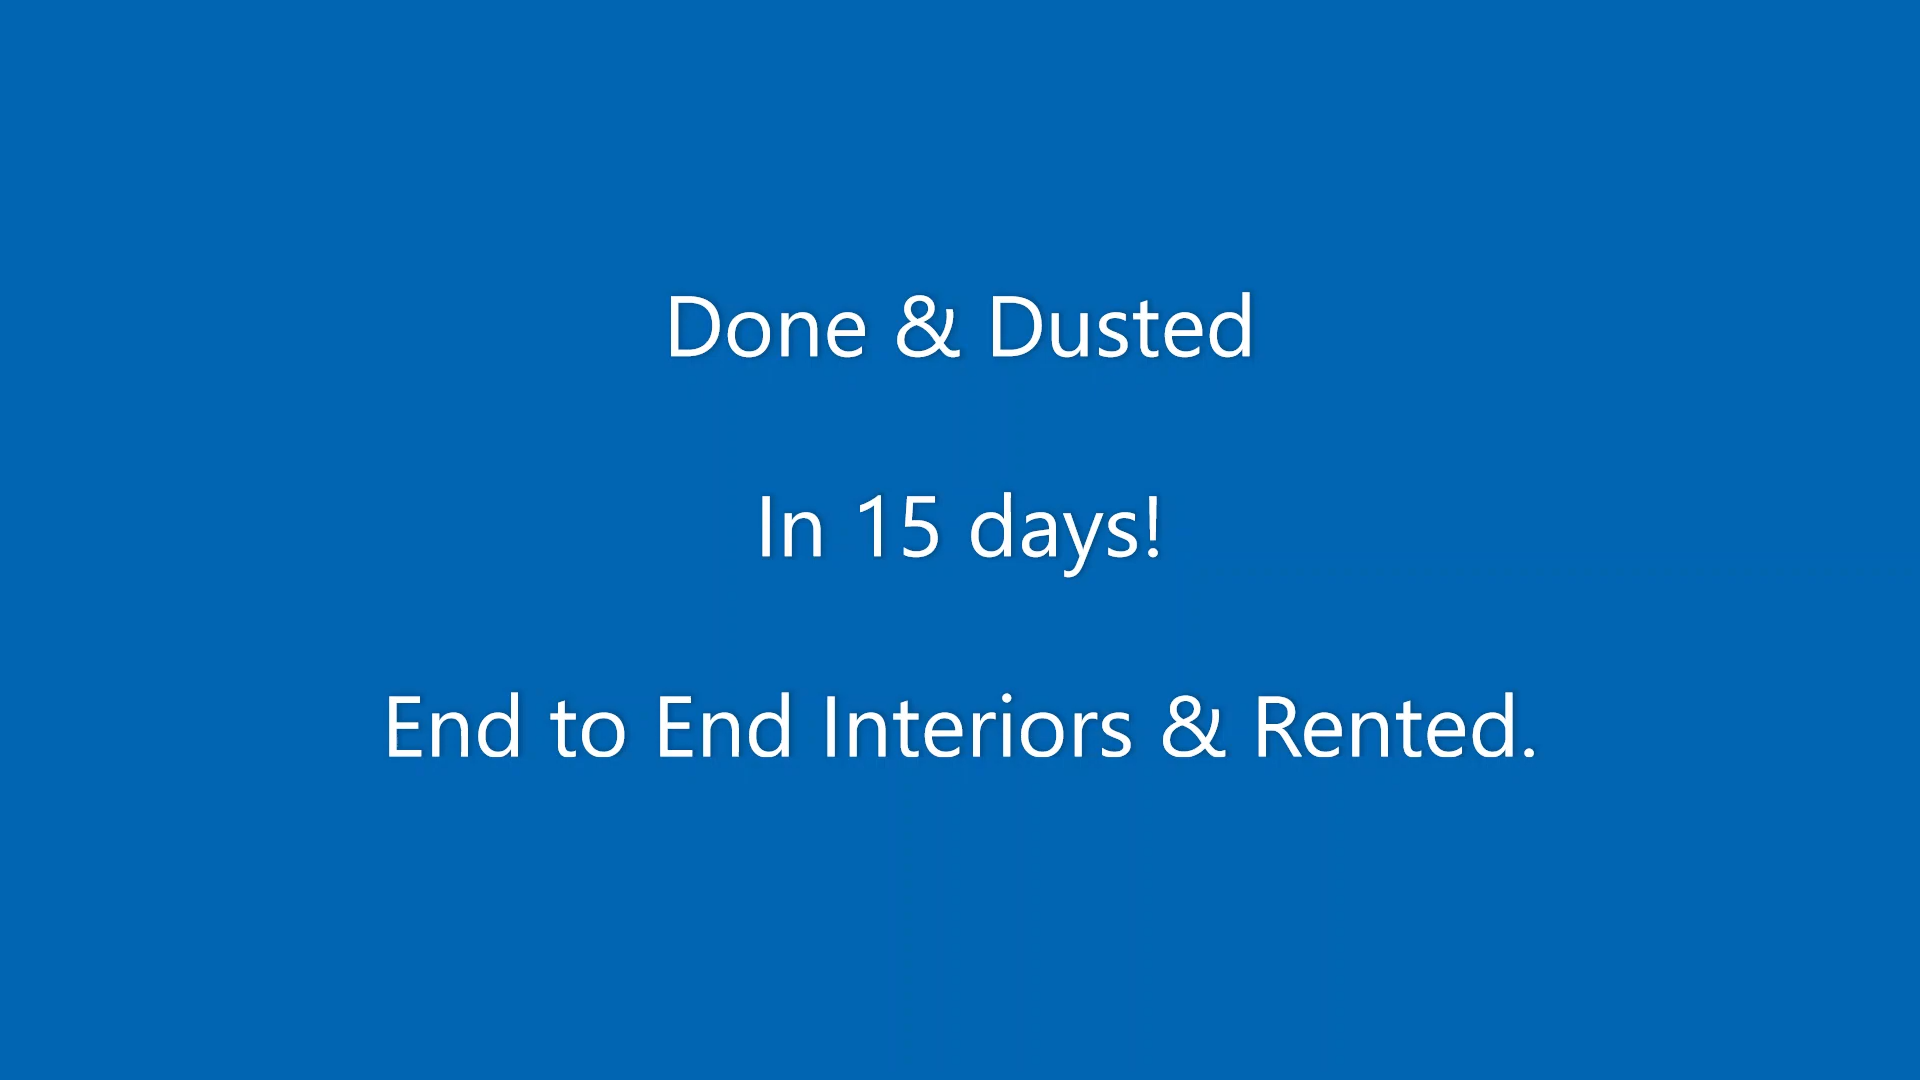 Done & Dusted
In 15 days!
End to End Interiors & Rented.